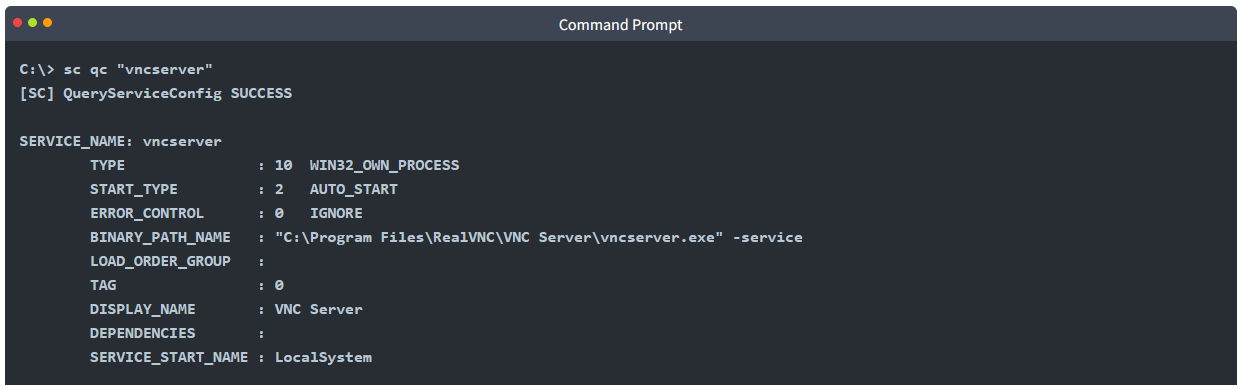 Command Prompt
C:\> sc qc "vncserver"
[SC] QueryServiceConfig SUCCESS
SERVICE_NAME: vncserver
        TYPE               : 10  WIN32_OWN_PROCESS
        START_TYPE         : 2   AUTO_START
        ERROR_CONTROL      : 0   IGNORE
        BINARY_PATH_NAME   : "C:\Program Files\RealVNC\VNC Server\vncserver.exe" -service
        LOAD_ORDER_GROUP   :
        TAG                : 0
        DISPLAY_NAME       : VNC Server
        DEPENDENCIES       :
        SERVICE_START_NAME : LocalSystem